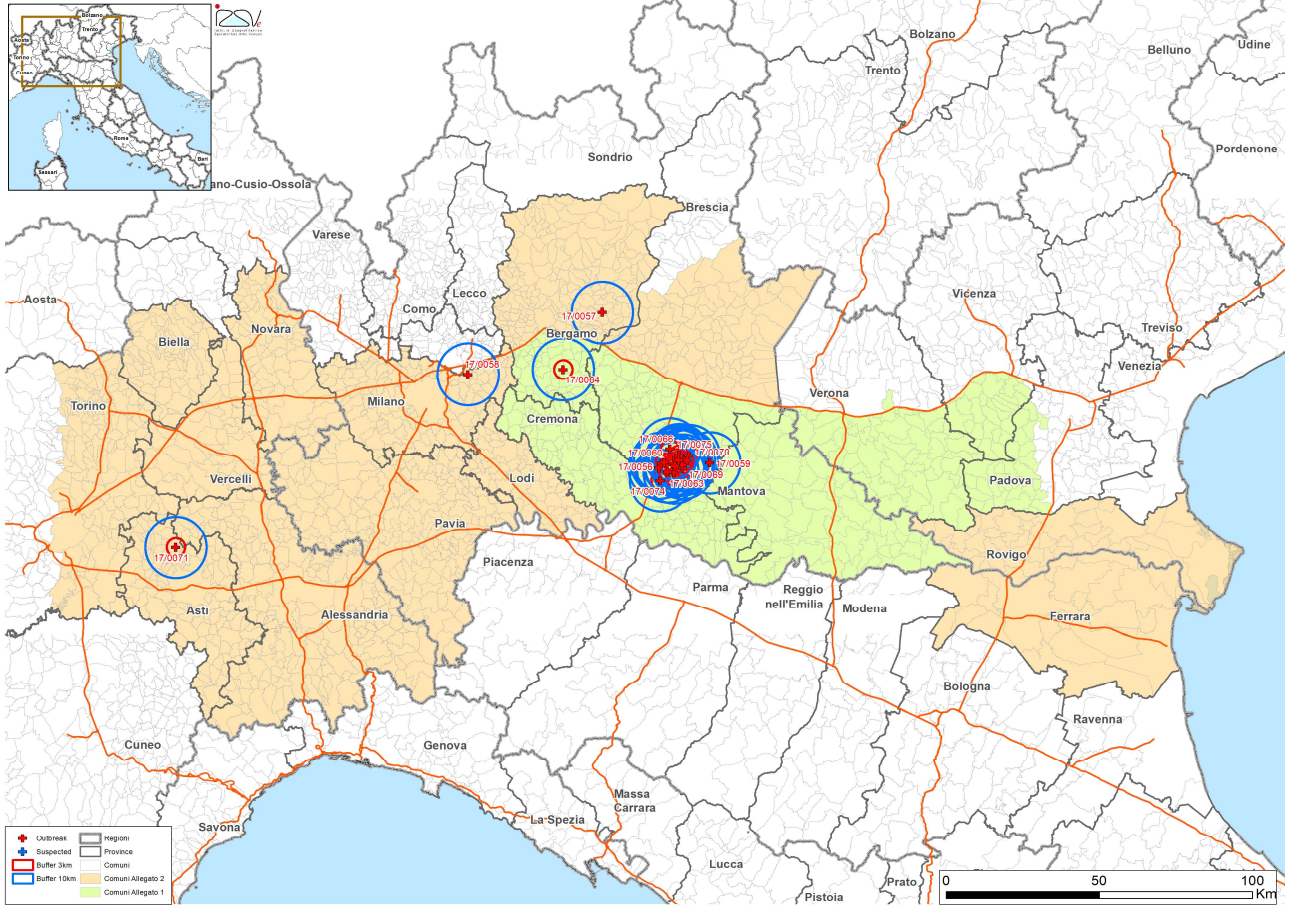 Bolzano
Trento
Aosta
Torino
Cuneo
Roma
Bari
Sassari
Bolzano
Belluno
Udine
Trento
Pordenone
Sondrio
ano-Cusio-Ossola
Brescia
Varese
Aosta
Lecco
Vicenza
Como
17/0057
Novara
Bergamo
Treviso
Biella
17/0058
Venezia
17/0064
Verona
Torino
Milano
Cremona
17/0066
17/0075
17/0060
17/0070
17/0056
17/0059
17/0069
Vercelli
Lodi
17/0063
17/0074
Mantova
Padova
Pavia
17/0071
Piacenza
Rovigo
Parma
Reggio
nell'Emilia
Modena
Asti
Alessandria
Ferrara
Bologna
Ravenna
Cuneo
Genova
Massa
Carrara
La Spezia
Savona
Lucca
Prato
Pistoia
Outbreak
Suspected
Buffer 3km
Buffer 10km
Regioni
Province
Comuni
Comuni Allegato 2
Comuni Allegato 1
0 50 100
Km